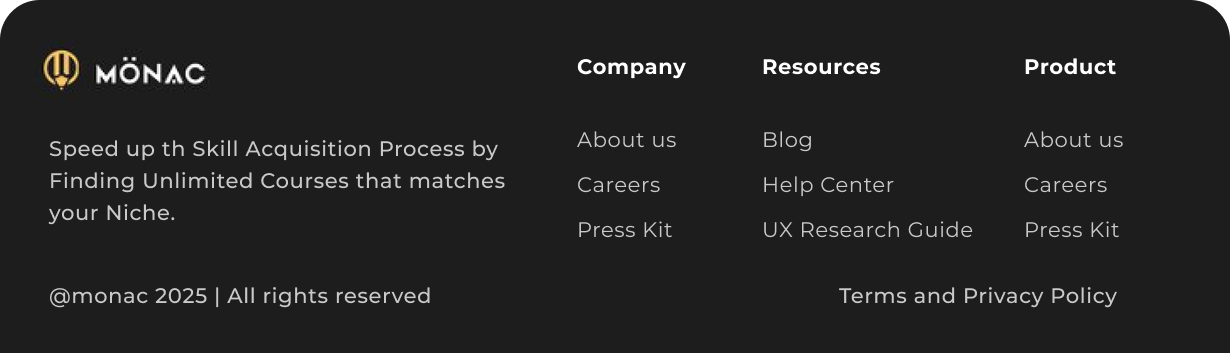 MÖNAC
Speed up th Skill Acquisition Process by
Finding Unlimited Courses that matches
your Niche.
Company
About us
Careers
Press Kit
Resources
Blog
Help Center
UX Research Guide
Product
About us
Careers
Press Kit
@monac 2025 | All rights reserved
Terms and Privacy Policy